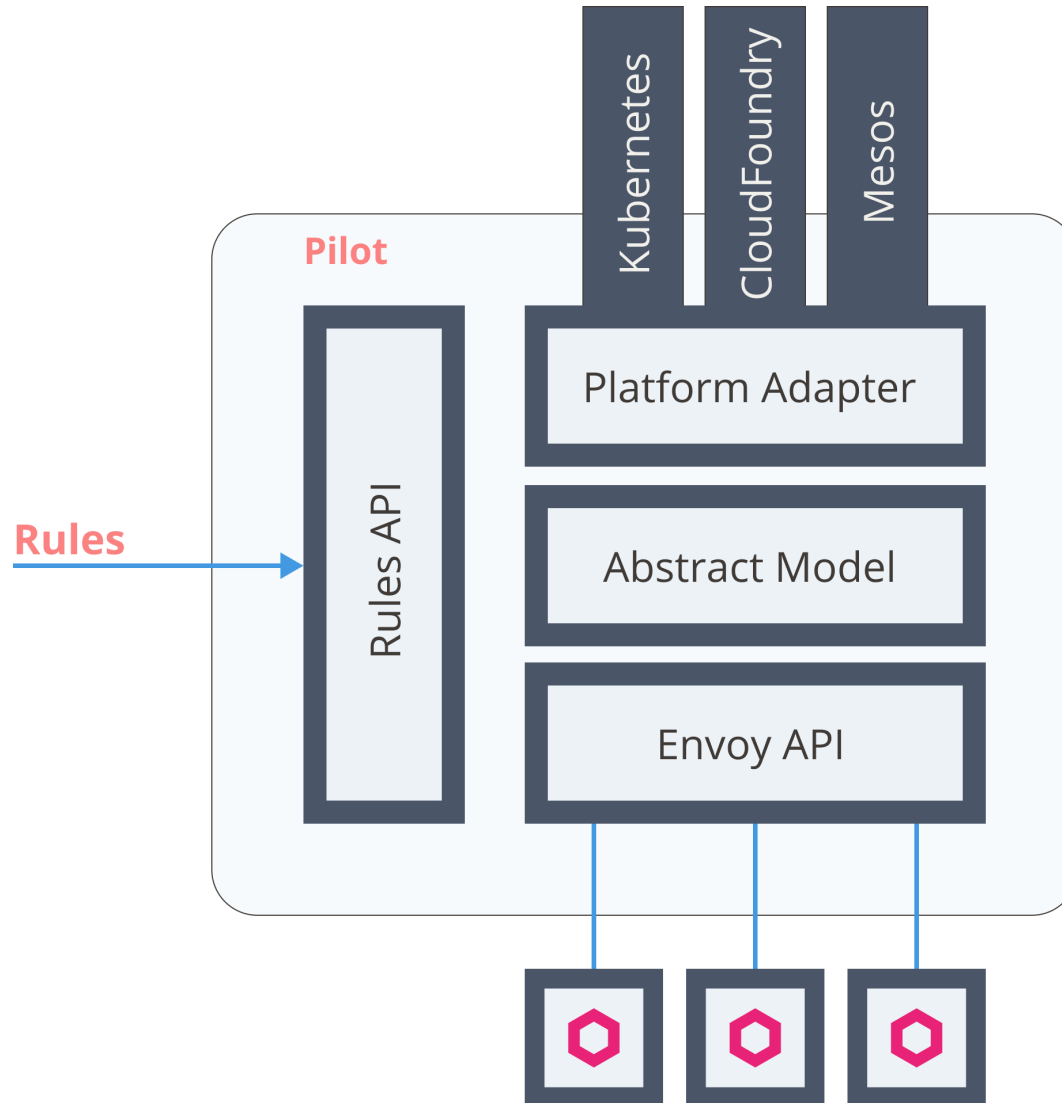 Kubernetes
CloudFoundry
Mesos
Pilot
Platform Adapter
Rules
Rules API
Abstract Model
Envoy API